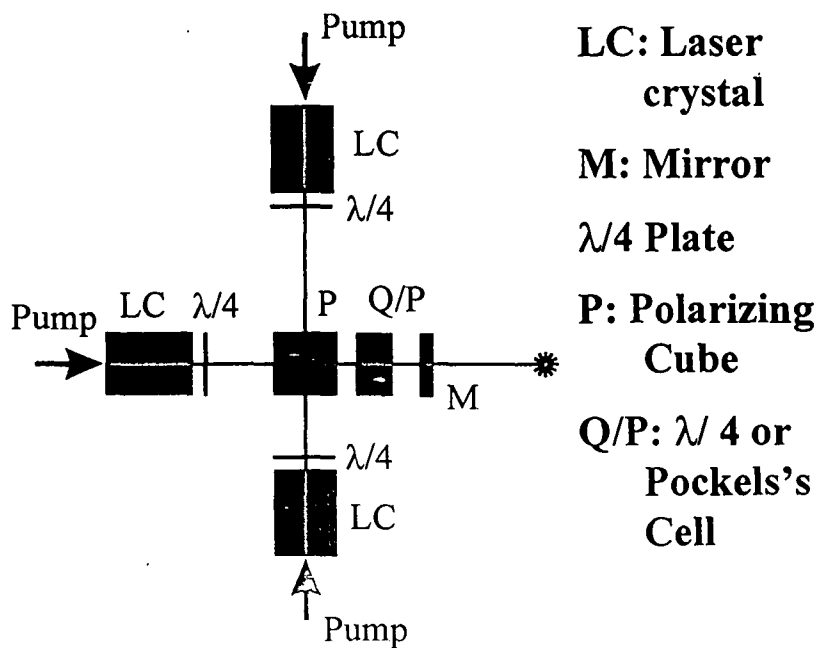 Pump
LC
λ/4
LC λ/4
P
Q/P
Pump
M
λ/4
LC
Pump
LC: Laser
crystal
M: Mirror
λ/4 Plate
P: Polarizing
Cube
Q/P: λ/ 4 or
Pockels's
Cell